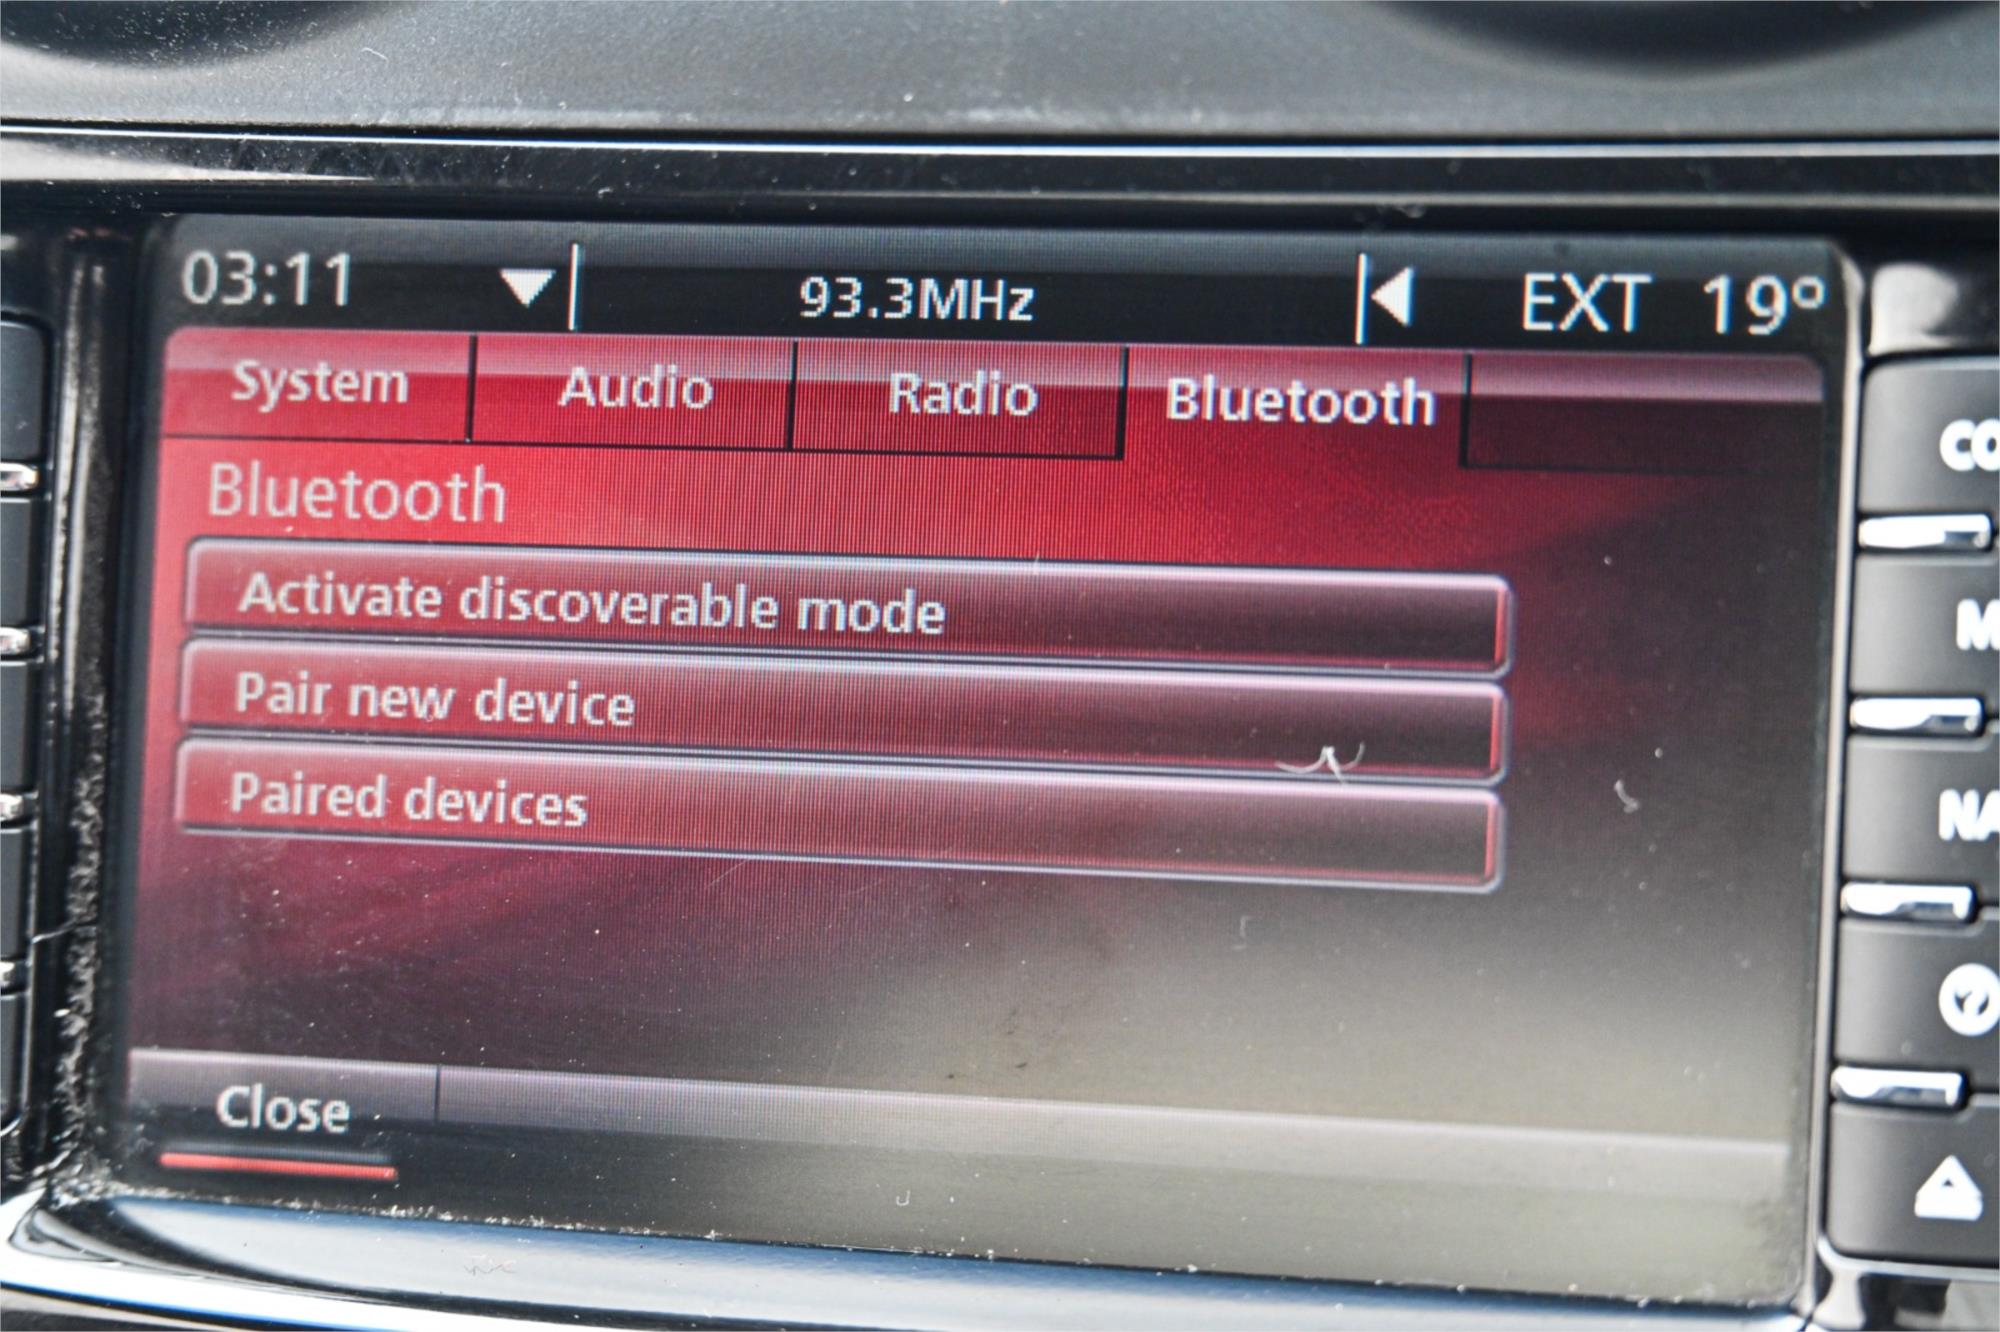 03:11 93.3MHz EXT 19°
System Audio Radio Bluetooth
Bluetooth
Activate discoverable mode
Pair new device
Paired devices
Close